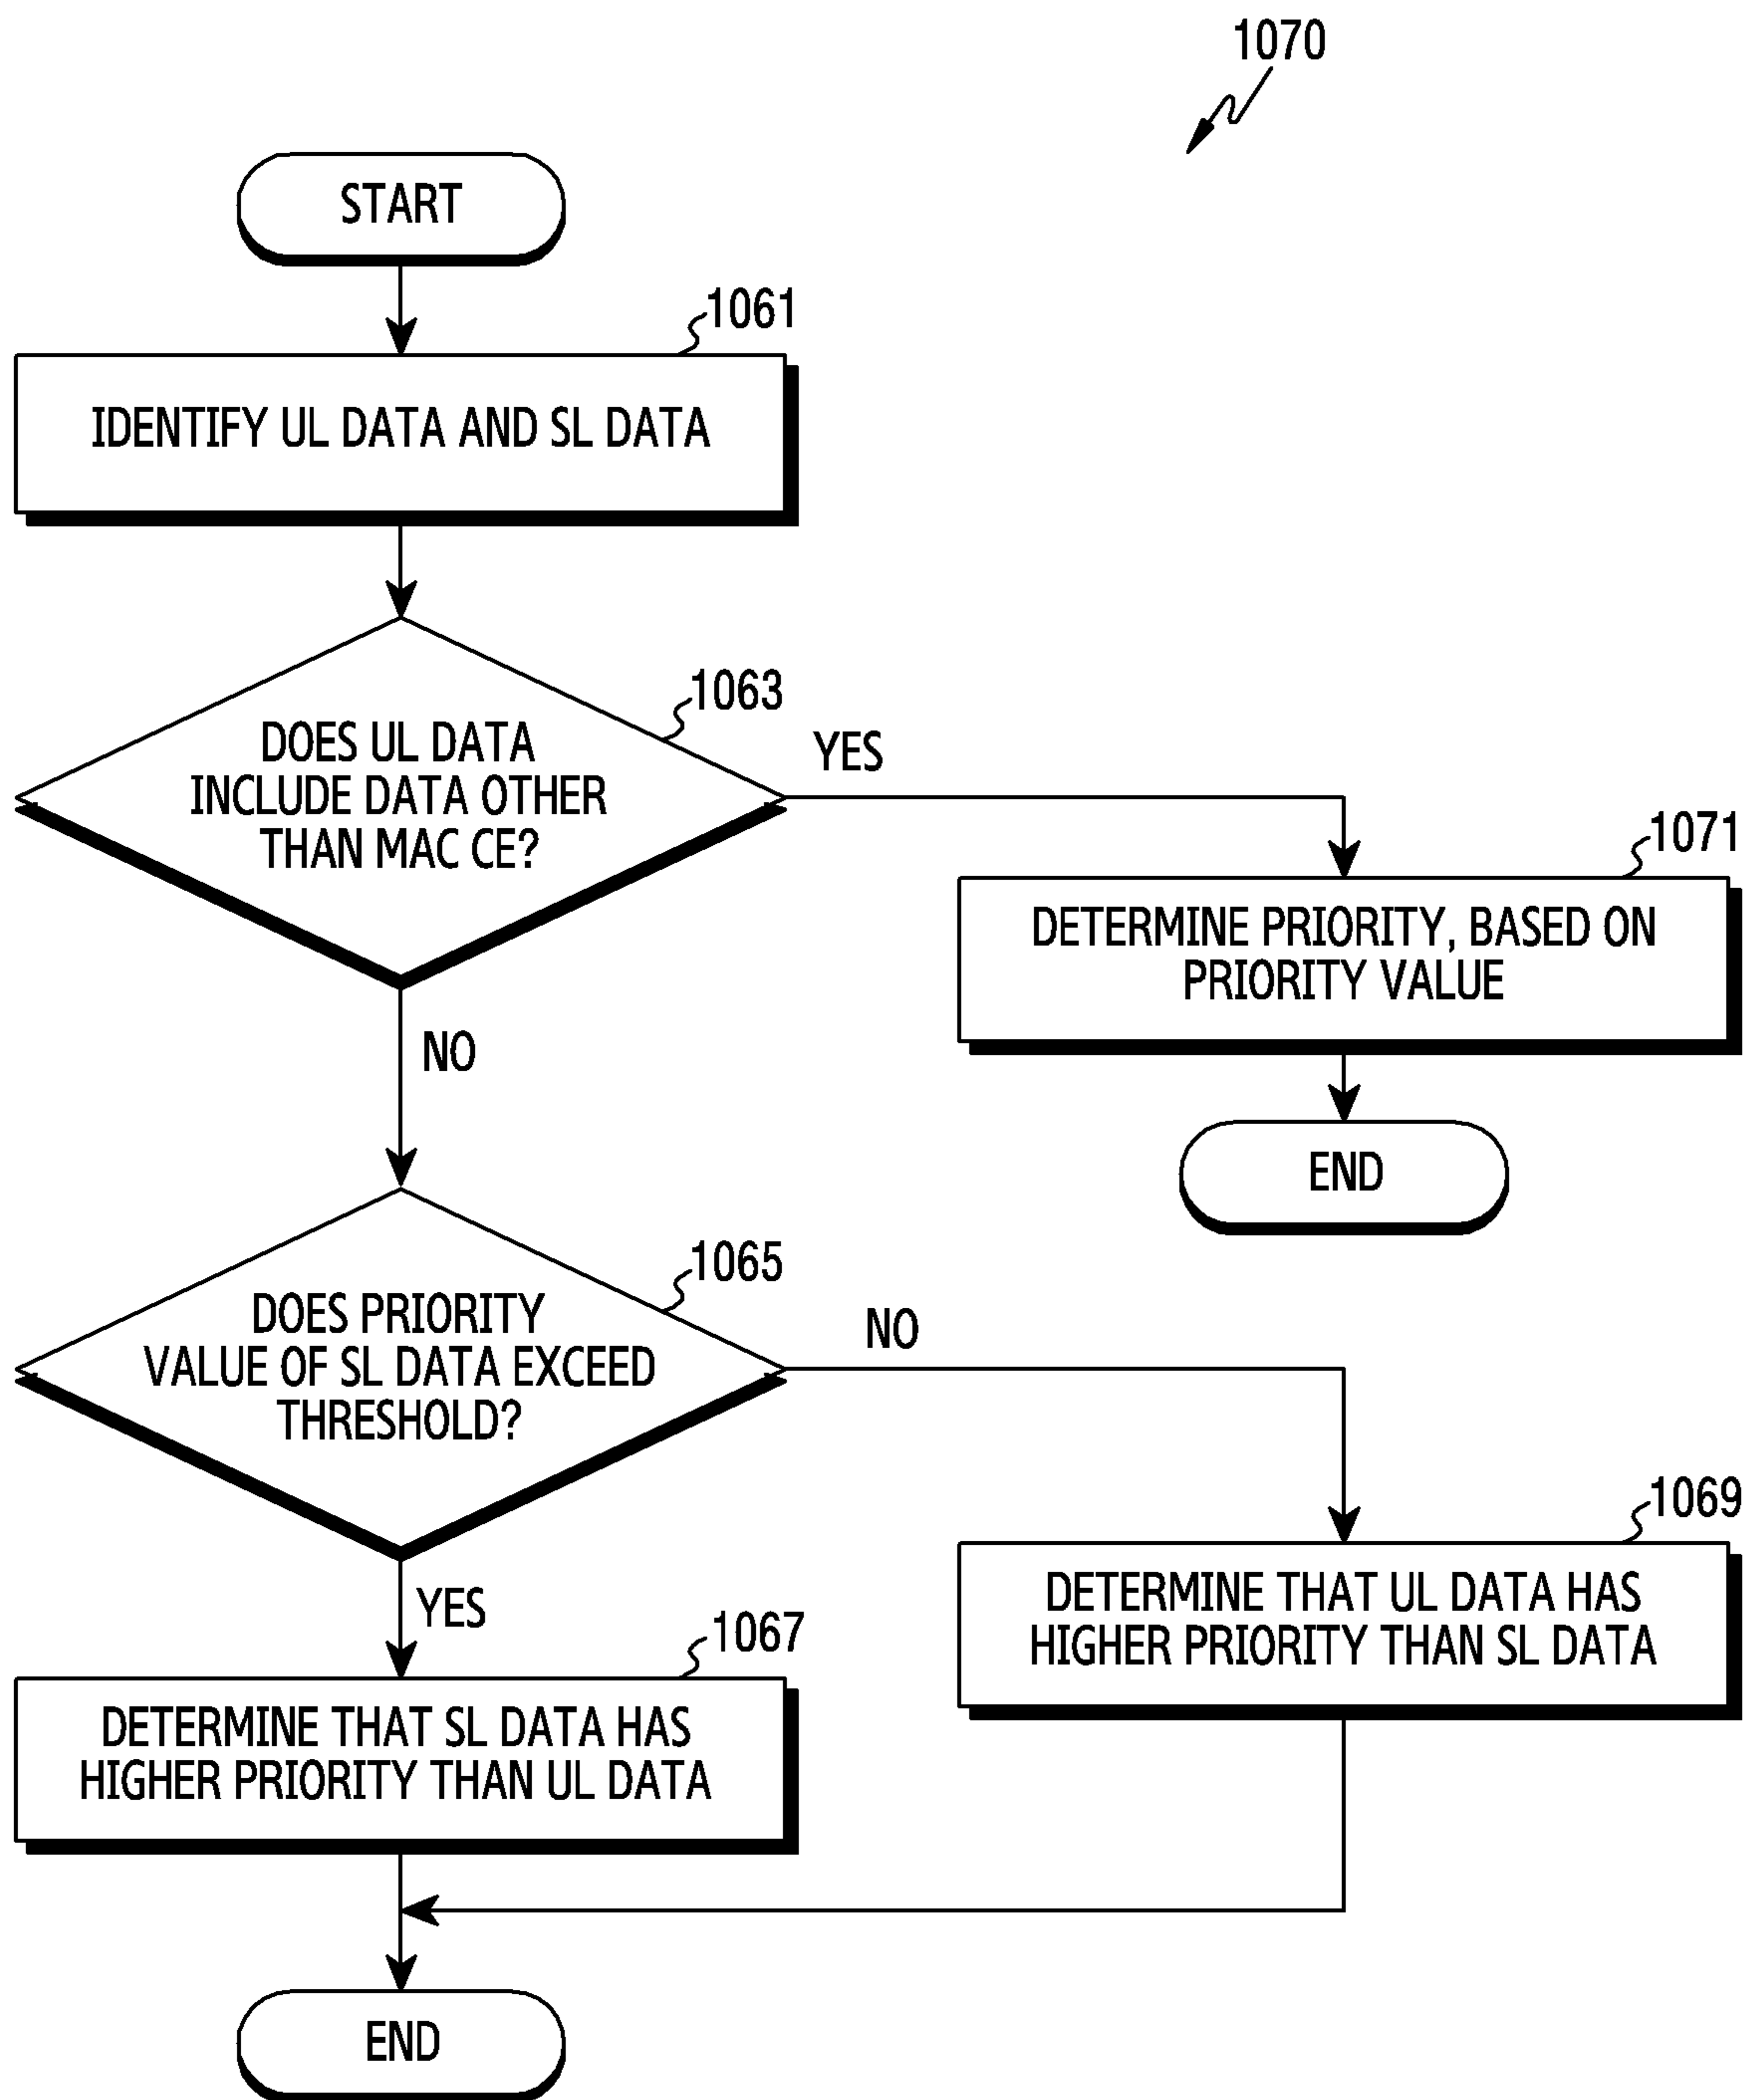 1070
START
1061
IDENTIFY UL DATA AND SL DATA
1063
DOES UL DATA
INCLUDE DATA OTHER
THAN MAC CE?
YES
1071
DETERMINE PRIORITY, BASED ON
PRIORITY VALUE
END
NO
1065
DOES PRIORITY
VALUE OF SL DATA EXCEED
THRESHOLD?
NO
1069
DETERMINE THAT UL DATA HAS
HIGHER PRIORITY THAN SL DATA
YES
1067
DETERMINE THAT SL DATA HAS
HIGHER PRIORITY THAN UL DATA
END